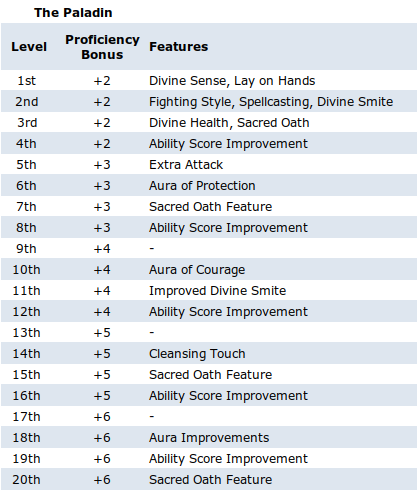 The Paladin
Level Proficiency Bonus Features
1st +2 Divine Sense, Lay on Hands
2nd +2 Fighting Style, Spellcasting, Divine Smite
3rd +2 Divine Health, Sacred Oath
4th +2 Ability Score Improvement
5th +3 Extra Attack
6th +3 Aura of Protection
7th +3 Sacred Oath Feature
8th +3 Ability Score Improvement
9th +4 -
10th +4 Aura of Courage
11th +4 Improved Divine Smite
12th +4 Ability Score Improvement
13th +5 -
14th +5 Cleansing Touch
15th +5 Sacred Oath Feature
16th +5 Ability Score Improvement
17th +6 -
18th +6 Aura Improvements
19th +6 Ability Score Improvement
20th +6 Sacred Oath Feature